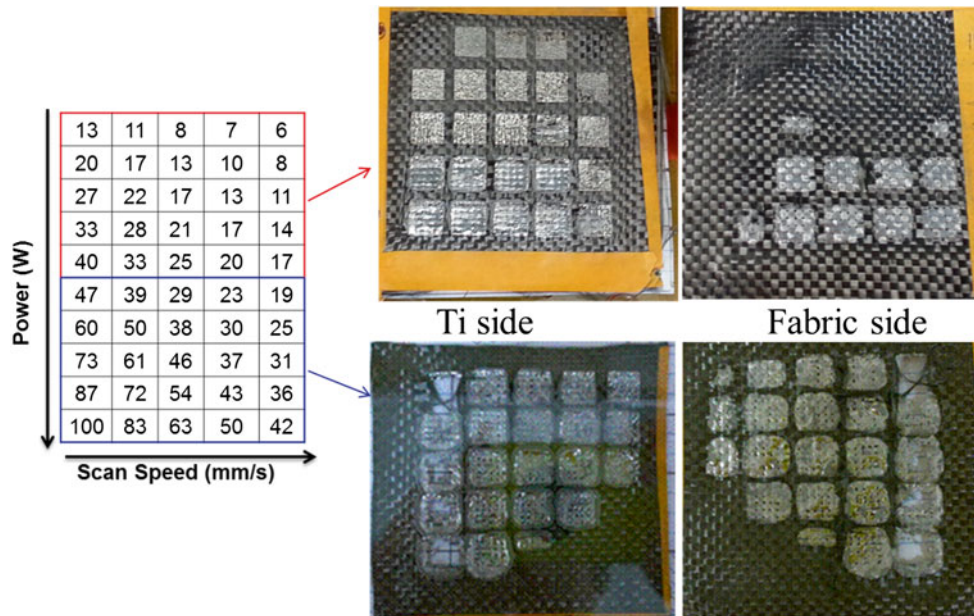 Power (W)
13 11 8 7 6
20 17 13 10 8
27 22 17 13 11
33 28 21 17 14
40 33 25 20 17
47 39 29 23 19
60 50 38 30 25
73 61 46 37 31
87 72 54 43 36
100 83 63 50 42
Scan Speed (mm/s)
Ti side
Fabric side